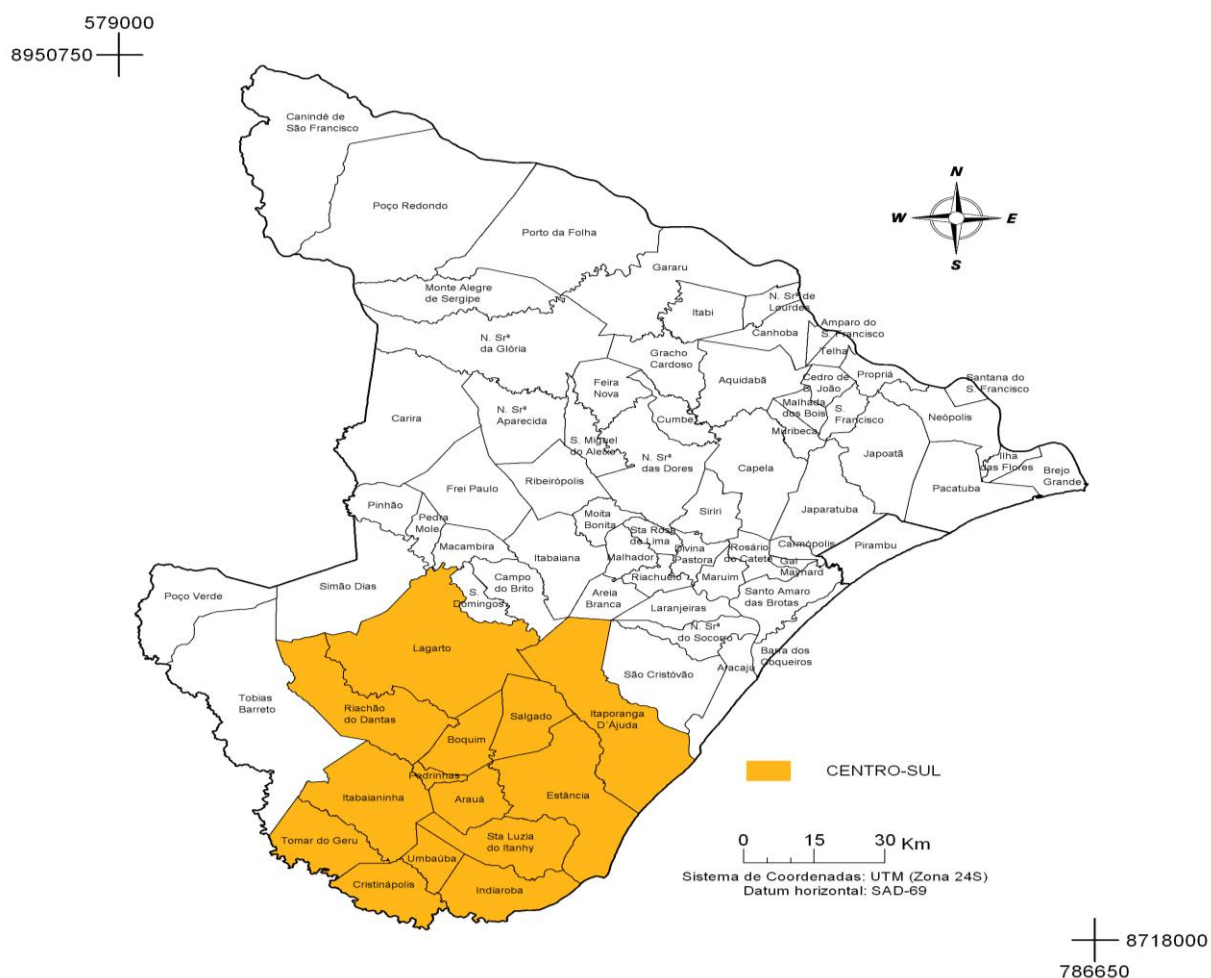 579000
8950750
Canindé de
São Francisco
N
W
E
S
Poço Redondo
Porto da Folha
Gararu
Monte Alegre
de Sergipe
N. Srª de
Lourdes
Itabi
Amparo do
S. Francisco
Canhoba
N. Srª
da Glória
Telha
Gracho
Cardoso
Aquidabã
Cedro de
S. João
Propriá
Santana do
S. Francisco
Feira
Nova
Malhada
dos Bois
S.
Francisco
Neópolis
Carira
N. Srª
Aparecida
Cumbe
Muribeca
S. Miguel
do Aleixo
N. Srª
das Dores
Capela
Japoatã
Ilha
das Flores
Brejo
Grande
Pacatuba
Ribeirópolis
Frei Paulo
Pinhão
Pedra
Mole
Moita
Bonita
Siriri
Japaratuba
Sta Rosa
de Lima
Macambira
Itabaiana
Malhador
Divina
Pastora
Rosário
do Catete
Carmópolis
Pirambu
Gal
Maynard
Riachuelo
Maruim
Simão Dias
Poço Verde
Campo
do Brito
S.
Domingos
Areia
Branca
Laranjeiras
Santo Amaro
das Brotas
N. Srª
do Socorro
Lagarto
Barra dos
Coqueiros
Aracaju
São Cristóvão
Tobias
Barreto
Riachão
do Dantas
Salgado
Itaporanga
D`Ájuda
Boquim
Pedrinhas
CENTRO-SUL
Itabaianinha
Arauá
Estância
Tomar do Geru
Sta Luzia
do Itanhy
Umbaúba
Cristinápolis
Indiaroba
0 15 30 Km
Sistema de Coordenadas: UTM (Zona 24S)
Datum horizontal: SAD-69
8718000
786650